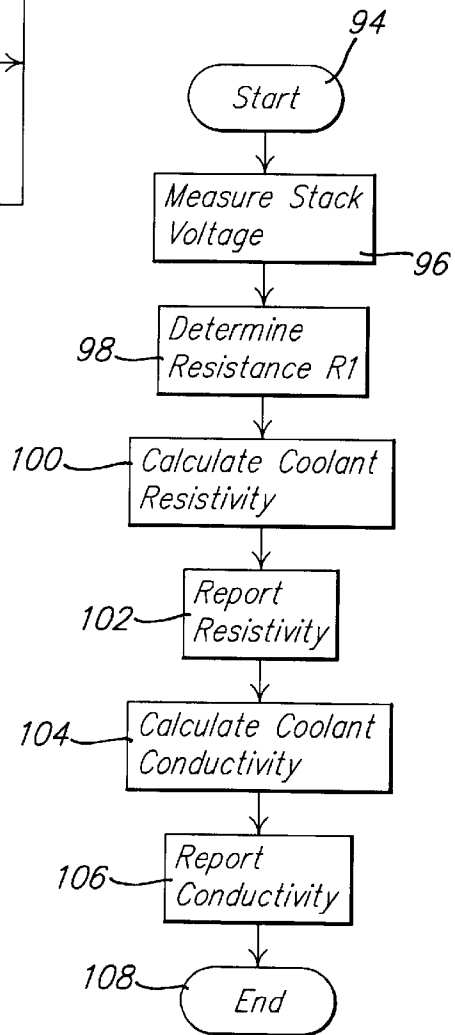 94
Start
Measure Stack
Voltage
96
Determine
98
Resistance R1
100
Calculate Coolant
Resistivity
Report
102
Resistivity
Calculate Coolant
104
Conductivity
Report
106
Conductivity
108
End